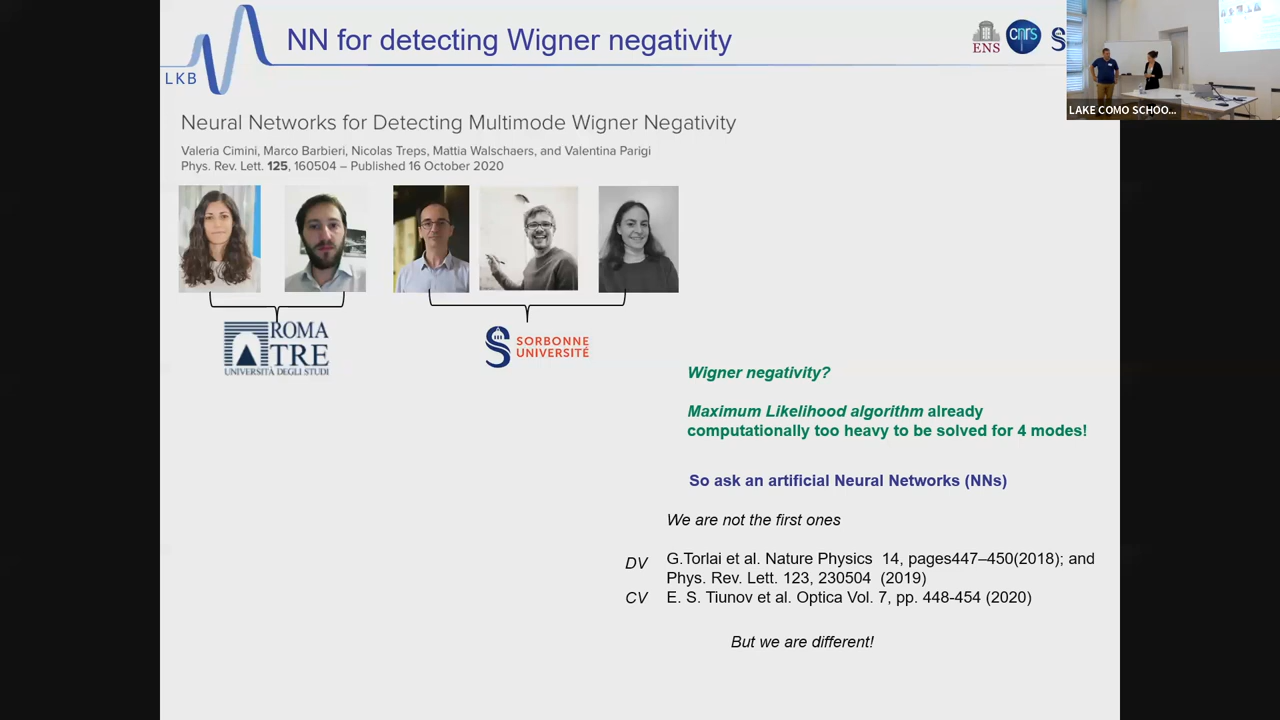 NN for detecting Wigner negativity
LKB
ENS
cnrs
S
LAKE COMO SCHOO...
Neural Networks for Detecting Multimode Wigner Negativity
Valeria Cimini, Marco Barbieri, Nicolas Treps, Mattia Walschaers, and Valentina Parigi
Phys. Rev. Lett. 125, 160504 – Published 16 October 2020
ROMA
TRE
UNIVERSITÀ DEGLI STUDI
SORBONNE
UNIVERSITÉ
Wigner negativity?
Maximum Likelihood algorithm already
computationally too heavy to be solved for 4 modes!
So ask an artificial Neural Networks (NNs)
We are not the first ones
DV G.Torlai et al. Nature Physics 14, pages447–450(2018); and
Phys. Rev. Lett. 123, 230504 (2019)
CV E. S. Tiunov et al. Optica Vol. 7, pp. 448-454 (2020)
But we are different!